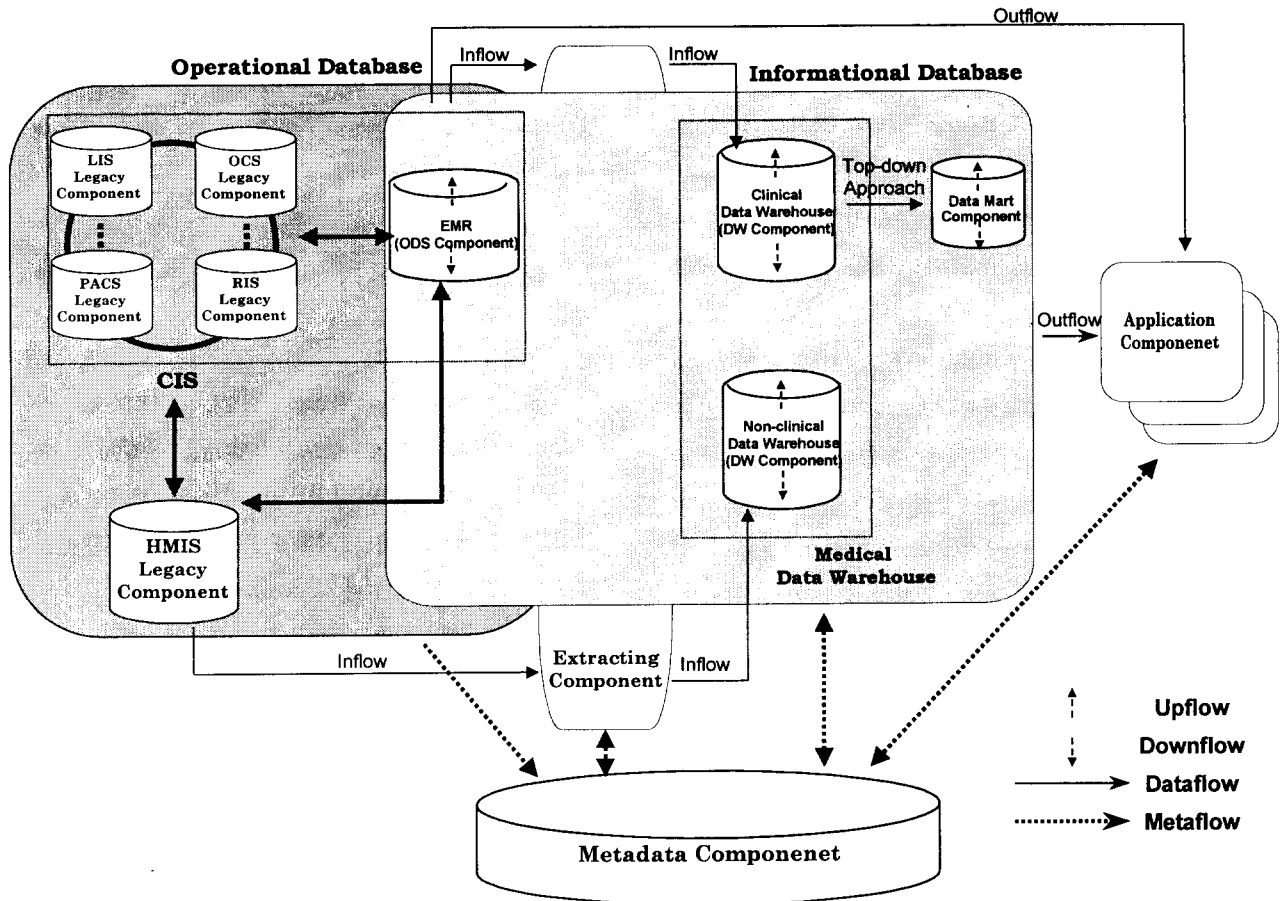 Outflow
Inflow
Inflow
Operational Database
Informational Database
LIS
Legacy
Component
OCS
Legacy
Component
PACS
Legacy
Component
RIS
Legacy
Component
EMR
(ODS Component)
Clinical
Data Warehouse
(DW Component)
Top-down
Approach
Data Mart
Component
CIS
Outflow
Application
Componenet
Non-clinical
Data Warehouse
(DW Component)
HMIS
Legacy
Component
Medical
Data Warehouse
Inflow
Extracting
Component
Inflow
Upflow
Downflow
Dataflow
Metaflow
Metadata Componenet